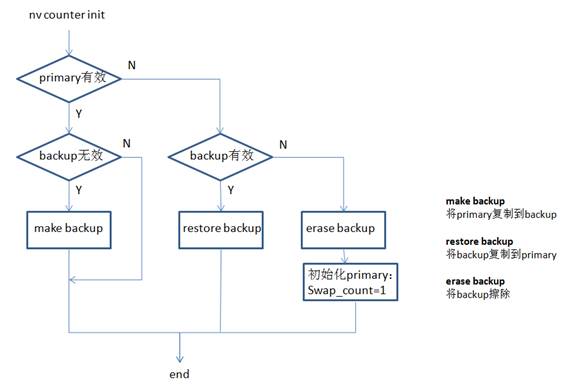 nv counter init
primary有效
N
Y
backup无效
N
Y
backup有效
N
Y
make backup
restore backup
erase backup
初始化primary:
Swap_count=1
end
make backup
将primary复制到backup
restore backup
将backup复制到primary
erase backup
将backup擦除